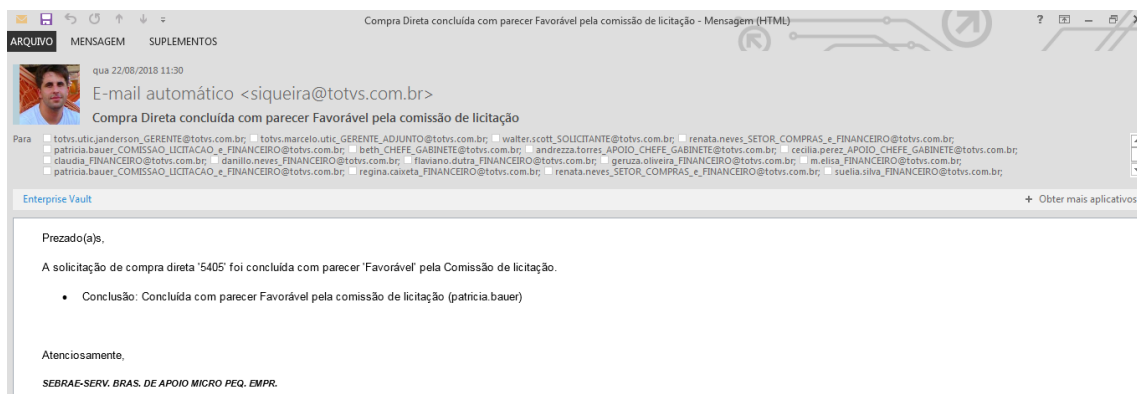 Compra Direta concluída com parecer Favorável pela comissão de licitação - Mensagem (HTML)
ARQUIVO MENSAGEM SUPLEMENTOS
qua 22/08/2018 11:30
E-mail automático <siqueira@totvs.com.br>
Compra Direta concluída com parecer Favorável pela comissão de licitação
Para totvs.utic.janderson_GERENTE@totvs.com.br; totvs.marcelo.utic_GERENTE_ADJUNTO@totvs.com.br; walter.scott_SOLICITANTE@totvs.com.br; renata.neves_SETOR_COMPRAS_e_FINANCEIRO@totvs.com.br;
patricia.bauer_COMISSAO_LICITACAO_e_FINANCEIRO@totvs.com.br; beth_CHEFE_GABINETE@totvs.com.br; andrezza.torres_APOIO_CHEFE_GABINETE@totvs.com.br; cecilia.perez_APOIO_CHEFE_GABINETE@totvs.com.br;
claudia_FINANCEIRO@totvs.com.br; danillo.neves_FINANCEIRO@totvs.com.br; flaviano.dutra_FINANCEIRO@totvs.com.br; geruza.oliveira_FINANCEIRO@totvs.com.br; m.elisa_FINANCEIRO@totvs.com.br;
patricia.bauer_COMISSAO_LICITACAO_e_FINANCEIRO@totvs.com.br; regina.caixeta_FINANCEIRO@totvs.com.br; renata.neves_SETOR_COMPRAS_e_FINANCEIRO@totvs.com.br; suelia.silva_FINANCEIRO@totvs.com.br;
Enterprise Vault + Obter mais aplicativos
Prezado(a)s,
A solicitação de compra direta '5405' foi concluída com parecer 'Favorável' pela Comissão de licitação.
• Conclusão: Concluída com parecer Favorável pela comissão de licitação (patricia.bauer)
Atenciosamente,
SEBRAE-SERV. BRAS. DE APOIO MICRO PEQ. EMPR.